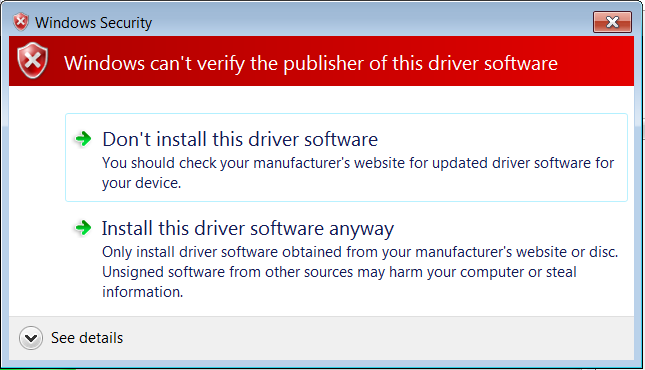 Windows Security
Windows can't verify the publisher of this driver software
Don't install this driver software
You should check your manufacturer's website for updated driver software for
your device.
Install this driver software anyway
Only install driver software obtained from your manufacturer's website or disc.
Unsigned software from other sources may harm your computer or steal
information.
See details